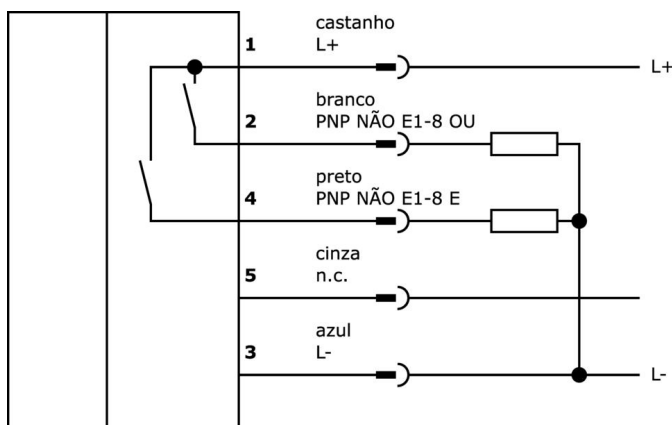 castanho
1 L+ L+
branco
2 PNP NÃO E1-8 OU
preto
4 PNP NÃO E1-8 E
cinza
5 n.c.
azul
3 L- L-